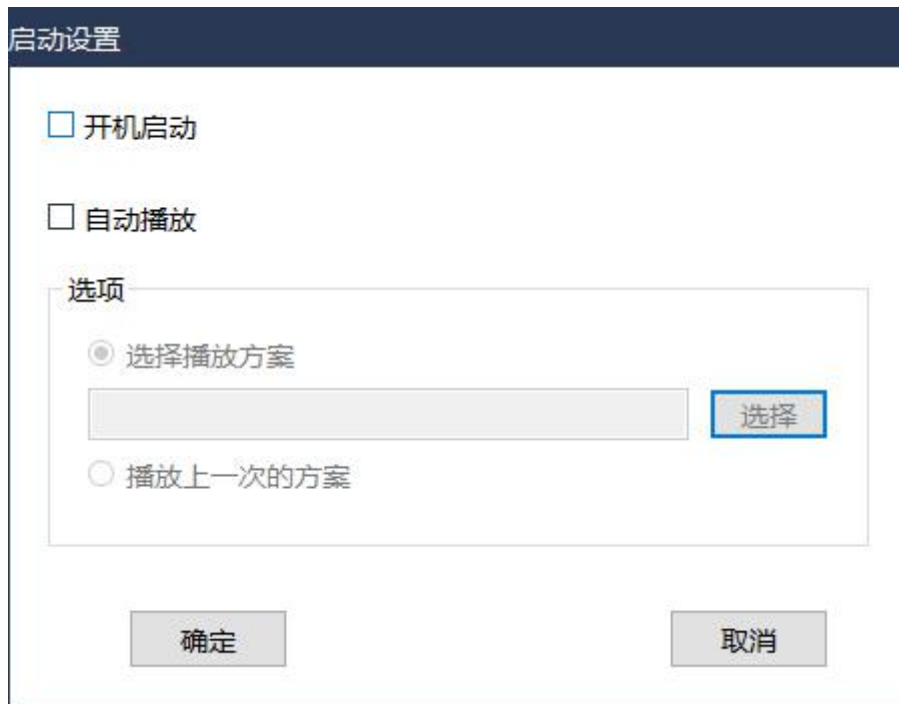 启动设置
开机启动
自动播放
选项
选择播放方案
选择
播放上一次的方案
确定
取消